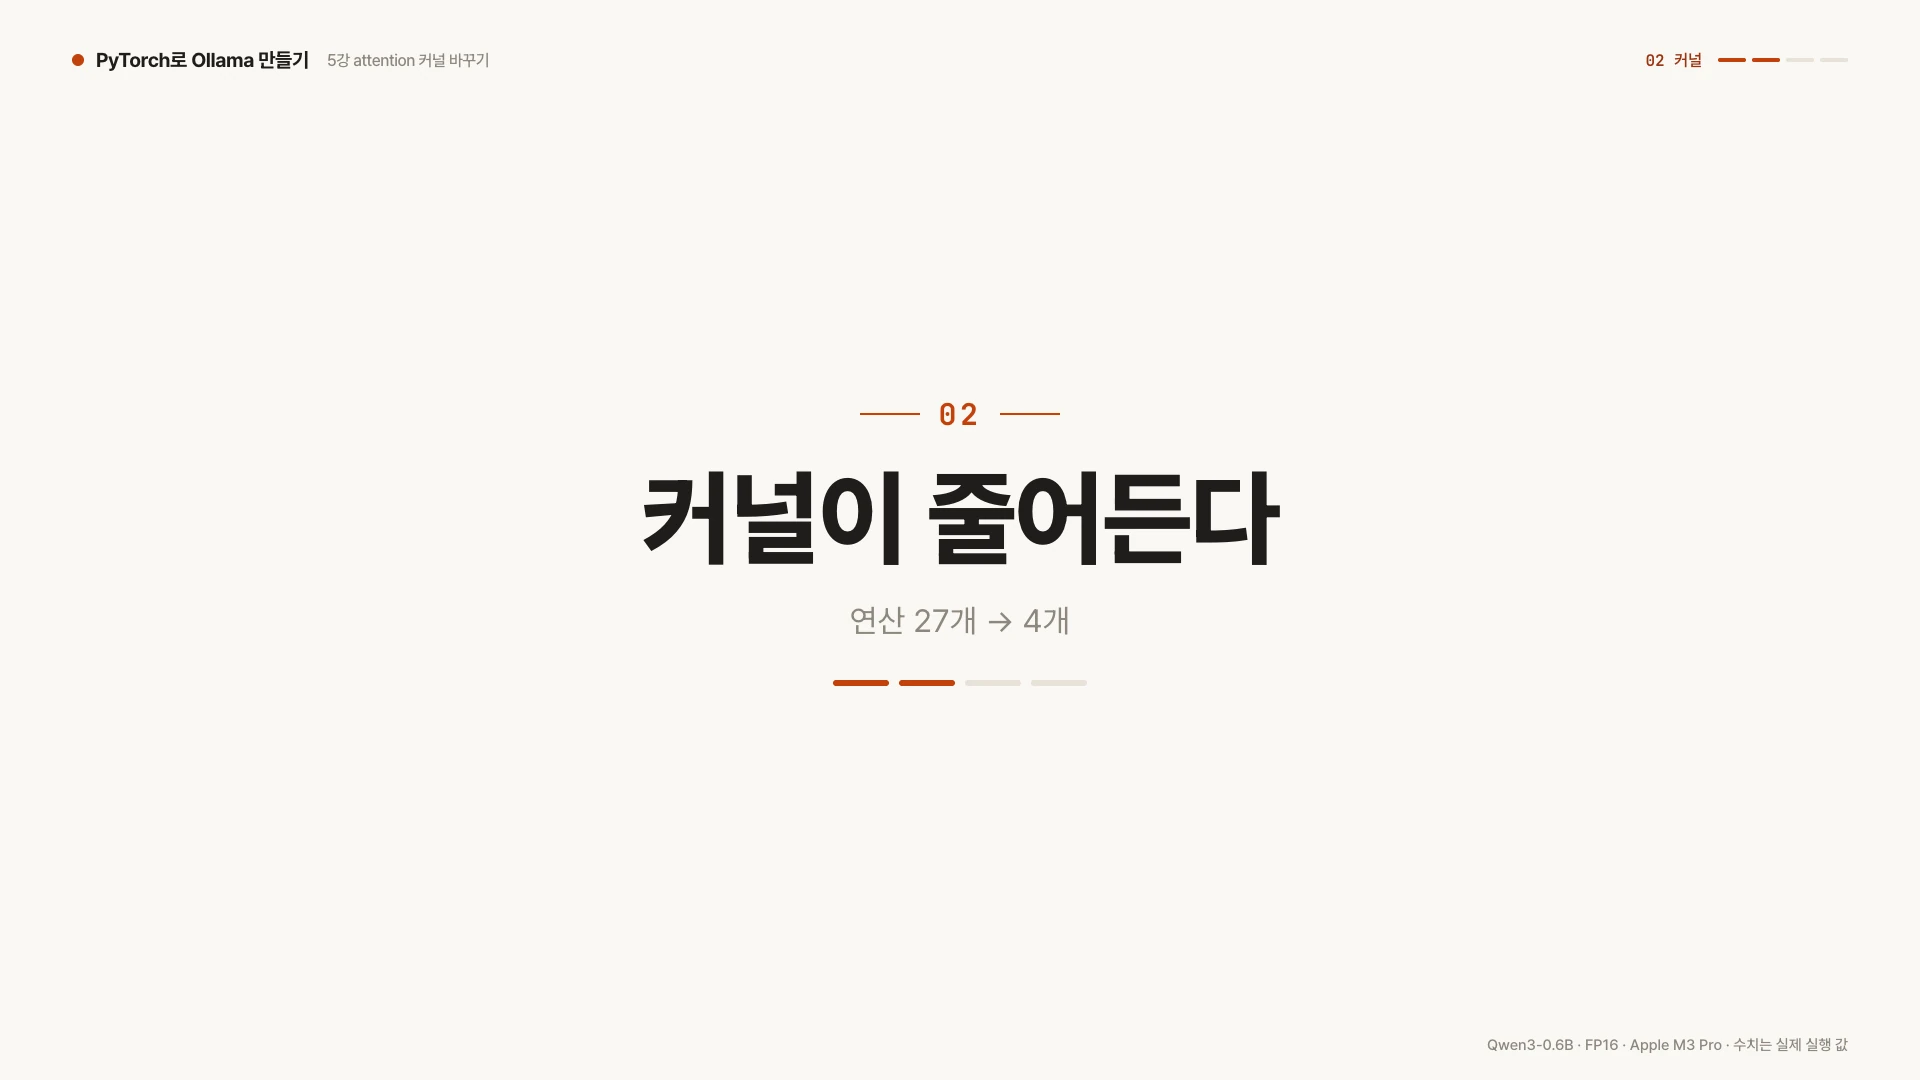 PyTorch로 Ollama 만들기 5강 attention 커널 바꾸기
02 커널
02
커널이 줄어든다
연산 27개 → 4개
Qwen3-0.6B · FP16 · Apple M3 Pro · 수치는 실제 실행 값